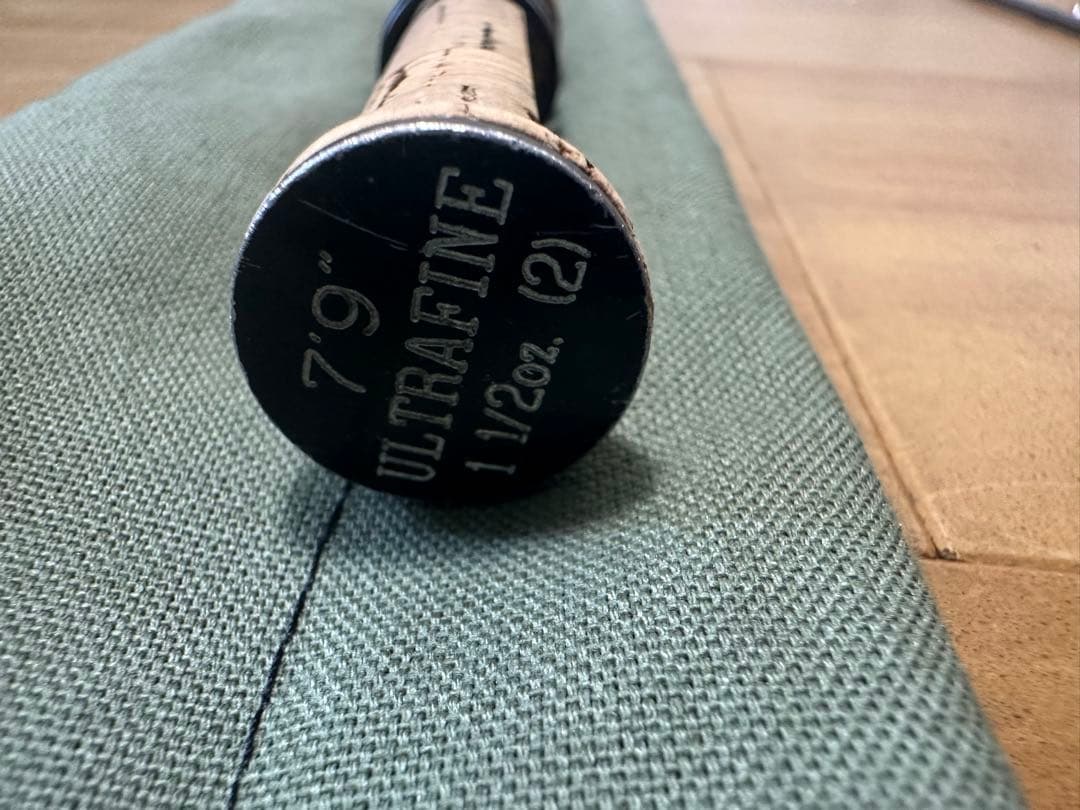 7'9"
ULTRAFINE
1 1/2oz. (2)